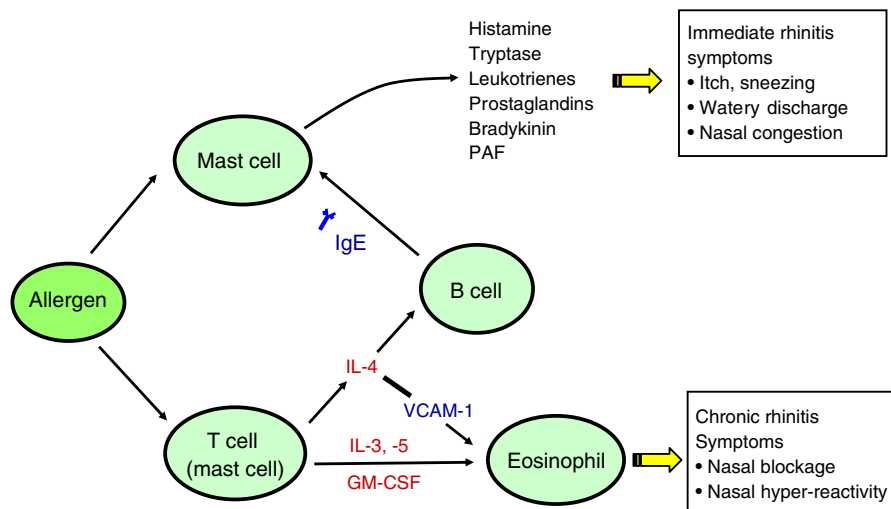 Histamine
Tryptase
Leukotrienes
Prostaglandins
Bradykinin
PAF
Immediate rhinitis
symptoms
• Itch, sneezing
• Watery discharge
• Nasal congestion
Mast cell
IgE
B cell
Allergen
IL-4
VCAM-1
T cell
(mast cell)
IL-3, -5
GM-CSF
Eosinophil
Chronic rhinitis
Symptoms
• Nasal blockage
• Nasal hyper-reactivity